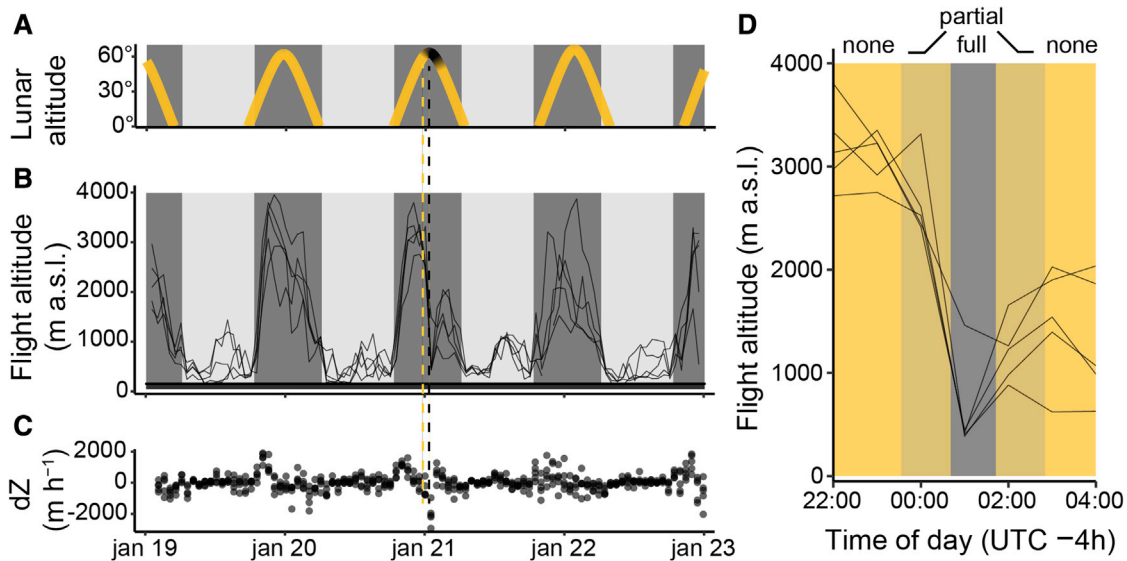 A
Lunar
altitude
60°
30°
0°
B
Flight altitude
(m a.s.l.)
4000
3000
2000
1000
0
C
dZ
(m h⁻¹)
2000
0
-2000
jan 19
jan 20
jan 21
jan 22
jan 23
D
partial
none
full
none
Flight altitude (m a.s.l.)
4000
3000
2000
1000
0
22:00
00:00
02:00
04:00
Time of day (UTC −4h)